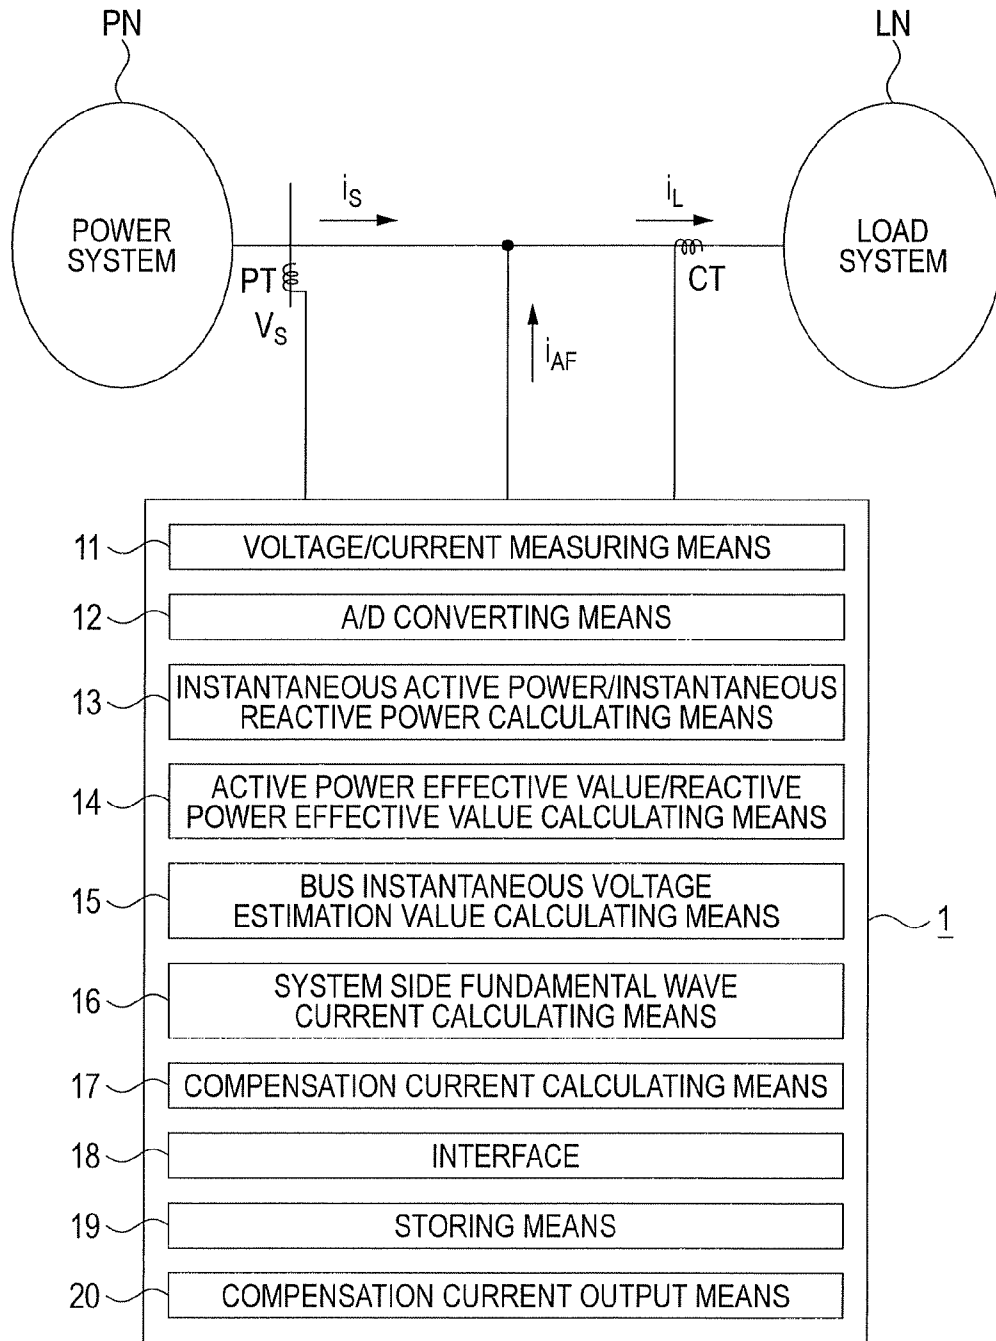 PN
LN
POWER
SYSTEM
iS
iL
LOAD
SYSTEM
PT
CT
VS
iAF
11
VOLTAGE/CURRENT MEASURING MEANS
12
A/D CONVERTING MEANS
13
INSTANTANEOUS ACTIVE POWER/INSTANTANEOUS
REACTIVE POWER CALCULATING MEANS
14
ACTIVE POWER EFFECTIVE VALUE/REACTIVE
POWER EFFECTIVE VALUE CALCULATING MEANS
15
BUS INSTANTANEOUS VOLTAGE
ESTIMATION VALUE CALCULATING MEANS
1
16
SYSTEM SIDE FUNDAMENTAL WAVE
CURRENT CALCULATING MEANS
17
COMPENSATION CURRENT CALCULATING MEANS
18
INTERFACE
19
STORING MEANS
20
COMPENSATION CURRENT OUTPUT MEANS